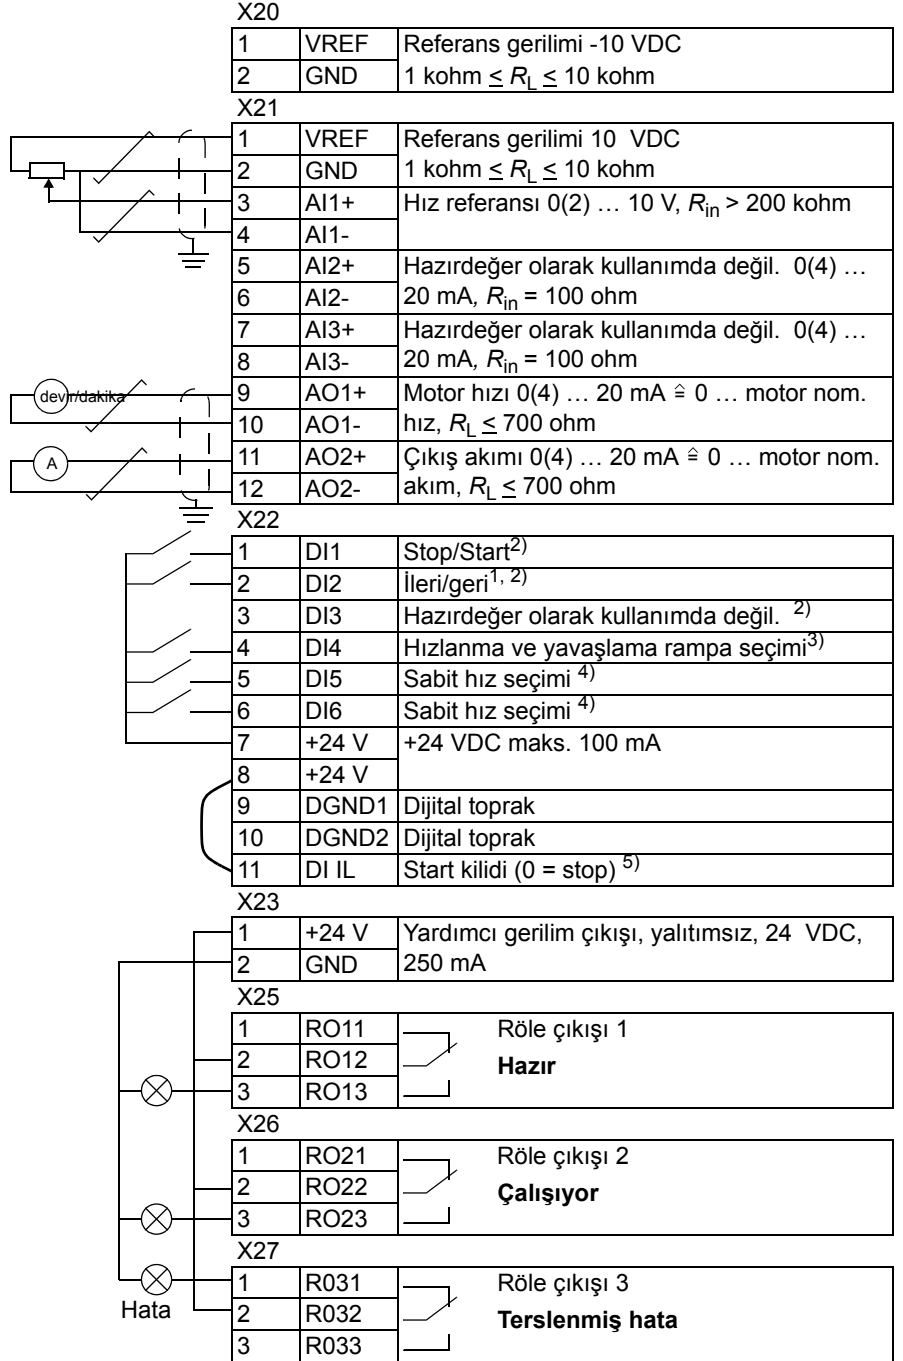 X20
1 VREF Referans gerilimi -10 VDC
2 GND 1 kohm ≤ RL ≤ 10 kohm
X21
1 VREF Referans gerilimi 10 VDC
2 GND 1 kohm ≤ RL ≤ 10 kohm
3 AI1+ Hız referansı 0(2) … 10 V, Rin > 200 kohm
4 AI1-
5 AI2+ Hazırdeğer olarak kullanımda değil. 0(4) …
6 AI2- 20 mA, Rin = 100 ohm
7 AI3+ Hazırdeğer olarak kullanımda değil. 0(4) …
8 AI3- 20 mA, Rin = 100 ohm
devir/dakika 9 AO1+ Motor hızı 0(4) … 20 mA ≙ 0 … motor nom.
10 AO1- hız, RL ≤ 700 ohm
A 11 AO2+ Çıkış akımı 0(4) … 20 mA ≙ 0 … motor nom.
12 AO2- akım, RL ≤ 700 ohm
X22
1 DI1 Stop/Start2)
2 DI2 İleri/geri1, 2)
3 DI3 Hazırdeğer olarak kullanımda değil. 2)
4 DI4 Hızlanma ve yavaşlama rampa seçimi3)
5 DI5 Sabit hız seçimi 4)
6 DI6 Sabit hız seçimi 4)
7 +24 V +24 VDC maks. 100 mA
8 +24 V
9 DGND1 Dijital toprak
10 DGND2 Dijital toprak
11 DI IL Start kilidi (0 = stop) 5)
X23
1 +24 V Yardımcı gerilim çıkışı, yalıtımsız, 24 VDC,
2 GND 250 mA
X25
1 RO11 Röle çıkışı 1
2 RO12 Hazır
3 RO13
X26
1 RO21 Röle çıkışı 2
2 RO22 Çalışıyor
3 RO23
X27
1 R031 Röle çıkışı 3
Hata 2 R032 Terslenmiş hata
3 R033